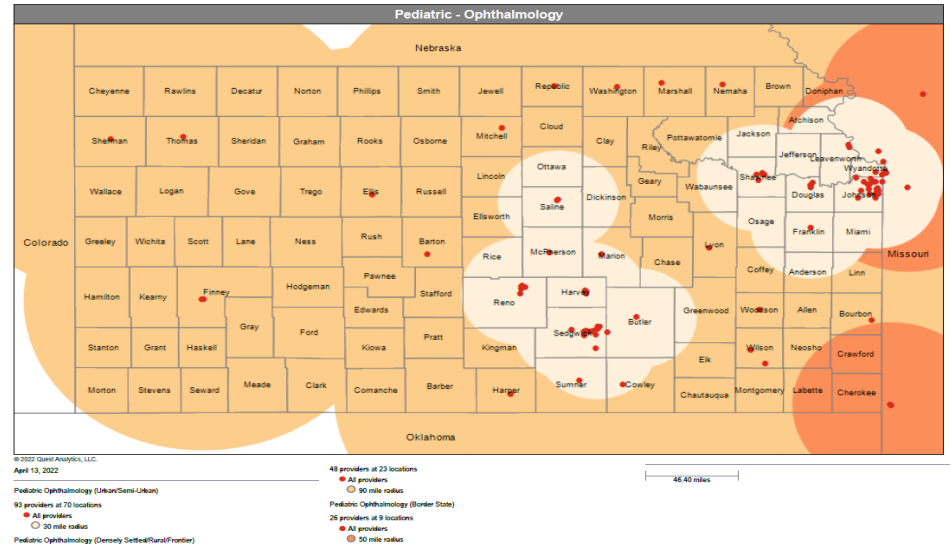 Pediatric - Ophthalmology
Nebraska
Cheyenne Rawlins Decatur Norton Phillips Smith Jewell Republic Washington Marshall Nemaha Brown Doniphan
Sherman Thomas Sheridan Graham Rooks Osborne Mitchell Cloud Clay Riley Pottawatomie Jackson Atchison
Jefferson Leavenworth
Wyandotte
Wallace Logan Gove Trego Ellis Russell Lincoln Ottawa Geary Wabaunsee Shawnee Douglas Johnson
Saline Dickinson
Ellsworth Morris Osage
Colorado Greeley Wichita Scott Lane Ness Rush Barton Franklin Miami
Rice McPherson Marion Chase Lyon Missouri
Hamilton Kearny Finney Hodgeman Pawnee Stafford Coffey Anderson Linn
Reno Harvey
Gray Edwards Butler Greenwood Woodson Allen Bourbon
Ford Pratt Sedgwick
Stanton Grant Haskell Kiowa Kingman Wilson Neosho Crawford
Elk
Morton Stevens Seward Meade Clark Comanche Barber Harper Sumner Cowley Chautauqua Montgomery Labette Cherokee
Oklahoma
© 2022 Quest Analytics, LLC.
April 13, 2022
Pediatric Ophthalmology (Urban/Semi-Urban)
93 providers at 70 locations
All providers
30 mile radius
Pediatric Ophthalmology (Densely Settled/Rural/Frontier)
48 providers at 23 locations
All providers
90 mile radius
Pediatric Ophthalmology (Border State)
26 providers at 9 locations
All providers
50 mile radius
46.40 miles